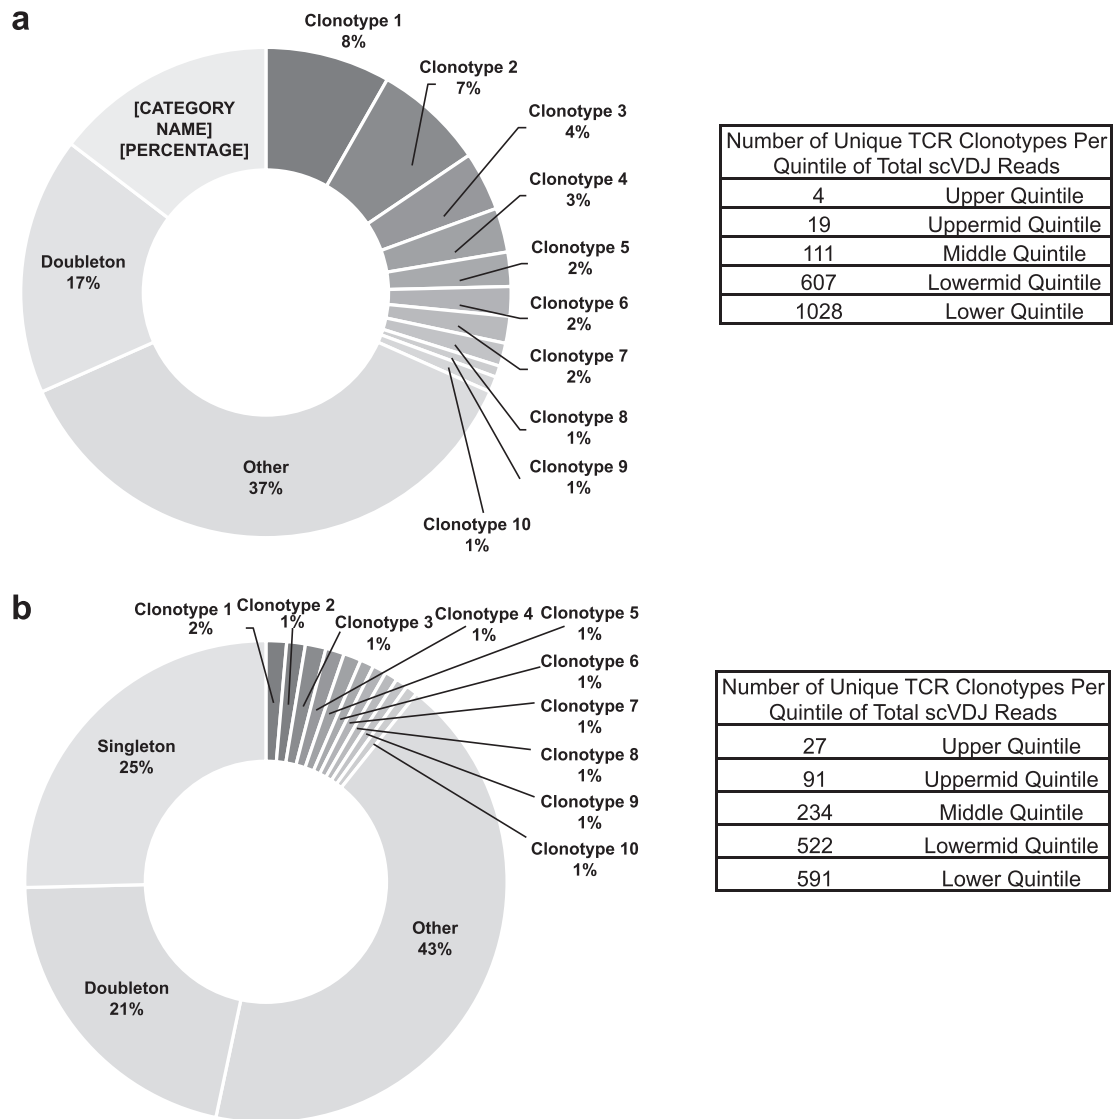 a
Clonotype 1
8%
Clonotype 2
7%
Clonotype 3
4%
Clonotype 4
3%
Clonotype 5
2%
Clonotype 6
2%
Clonotype 7
2%
Clonotype 8
1%
Clonotype 9
1%
Clonotype 10
1%
Other
37%
Doubleton
17%
[CATEGORY
NAME]
[PERCENTAGE]
Number of Unique TCR Clonotypes Per
Quintile of Total scVDJ Reads
4 Upper Quintile
19 Uppermid Quintile
111 Middle Quintile
607 Lowermid Quintile
1028 Lower Quintile
b
Clonotype 1
2%
Clonotype 2
1%
Clonotype 3
1%
Clonotype 4
1%
Clonotype 5
1%
Clonotype 6
1%
Clonotype 7
1%
Clonotype 8
1%
Clonotype 9
1%
Clonotype 10
1%
Other
43%
Doubleton
21%
Singleton
25%
Number of Unique TCR Clonotypes Per
Quintile of Total scVDJ Reads
27 Upper Quintile
91 Uppermid Quintile
234 Middle Quintile
522 Lowermid Quintile
591 Lower Quintile